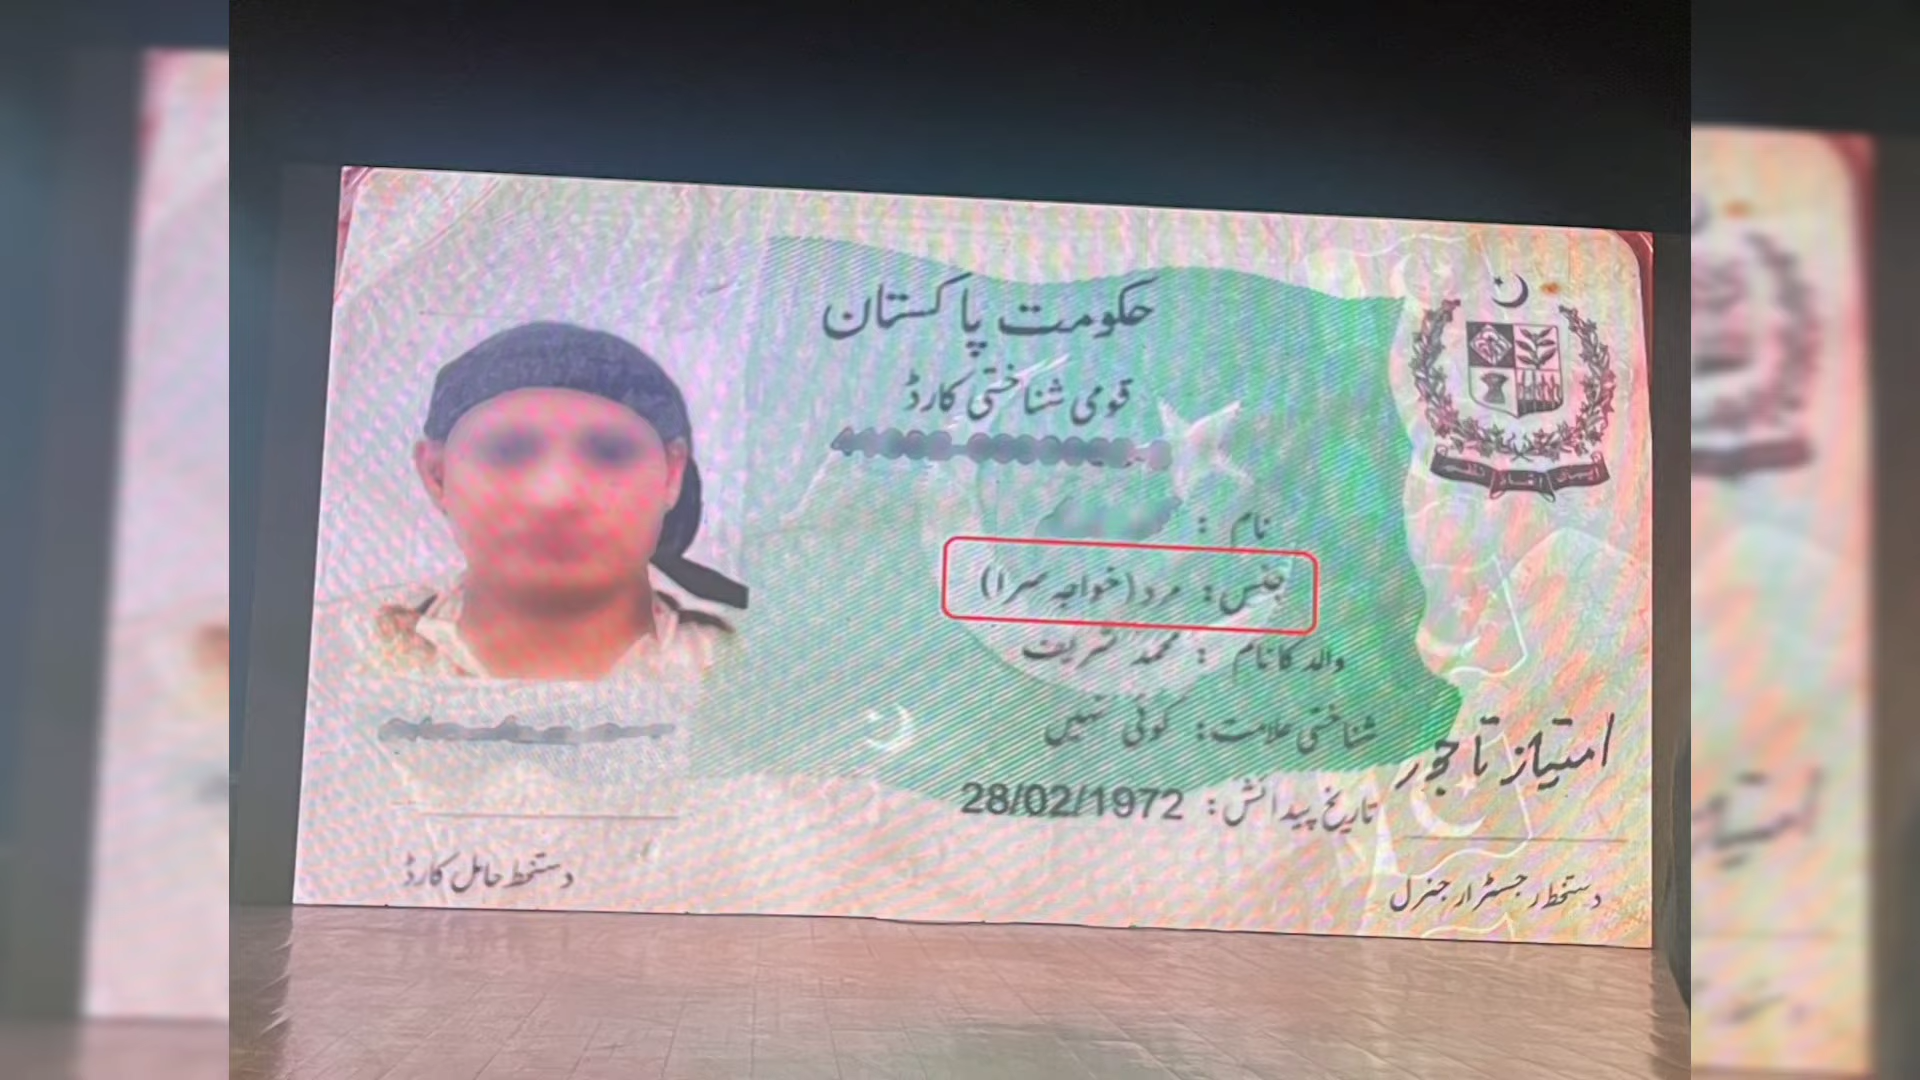 حکومت پاکستان
قومی شناختی کارڈ
نام :
جنس: مرد (خواجہ سرا)
والد کا نام : محمد شریف
شناختی علامت: کوئی نہیں
تاریخ پیدائش: 28/02/1972
امتیاز تاجور
دستخط رجسٹرار جنرل
دستخط حامل کارڈ